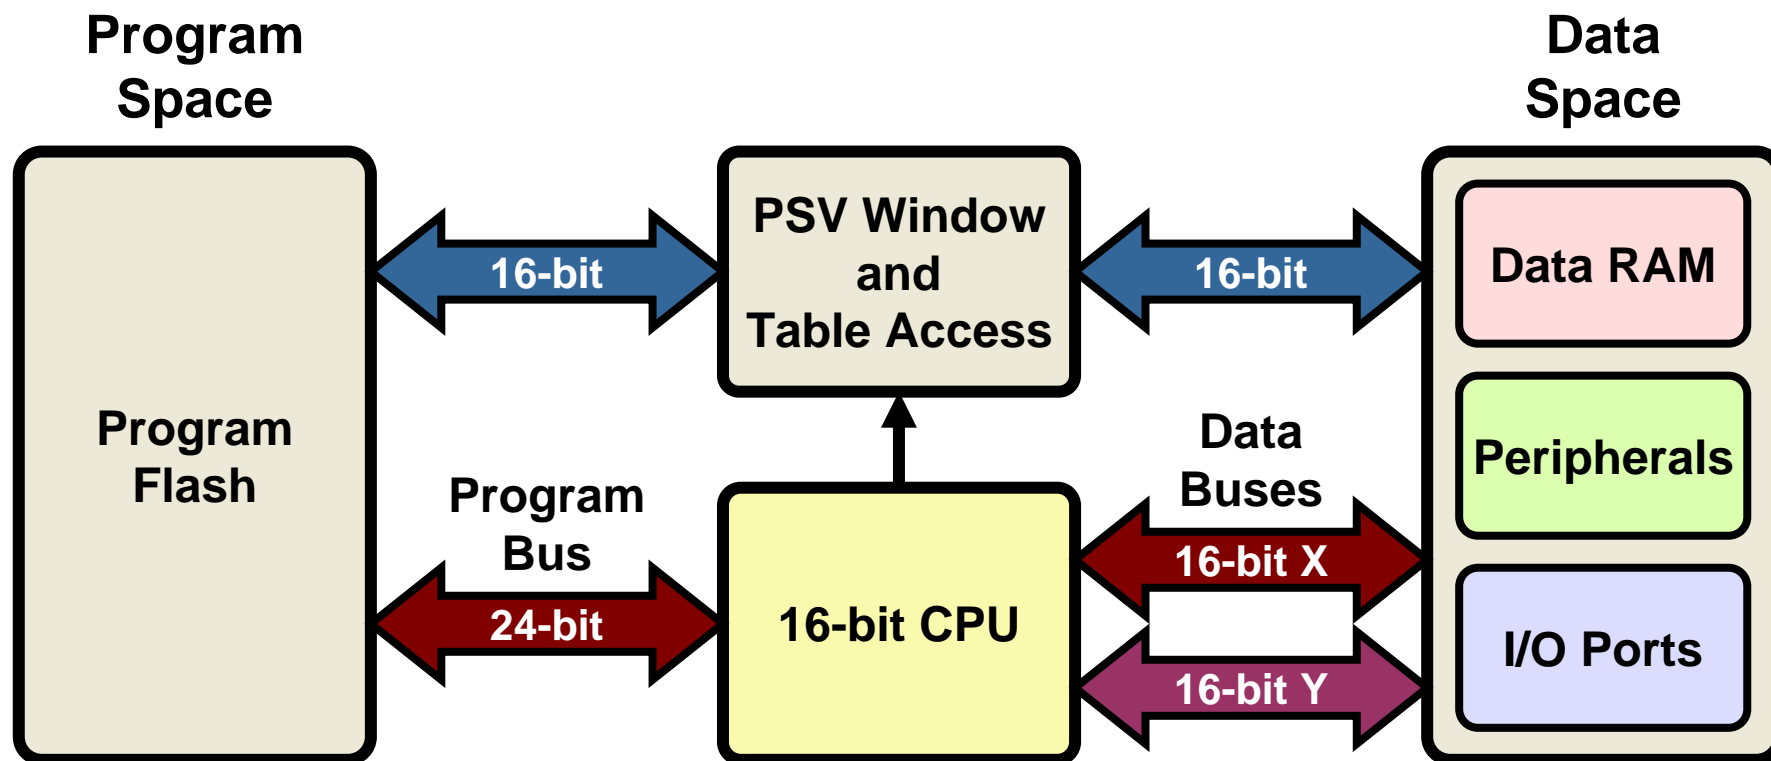 Program
Space
Data
Space
PSV Window
and
Table Access
16-bit
16-bit
Data RAM
Program
Flash
Program
Bus
Data
Buses
Peripherals
24-bit
16-bit CPU
16-bit X
16-bit Y
I/O Ports